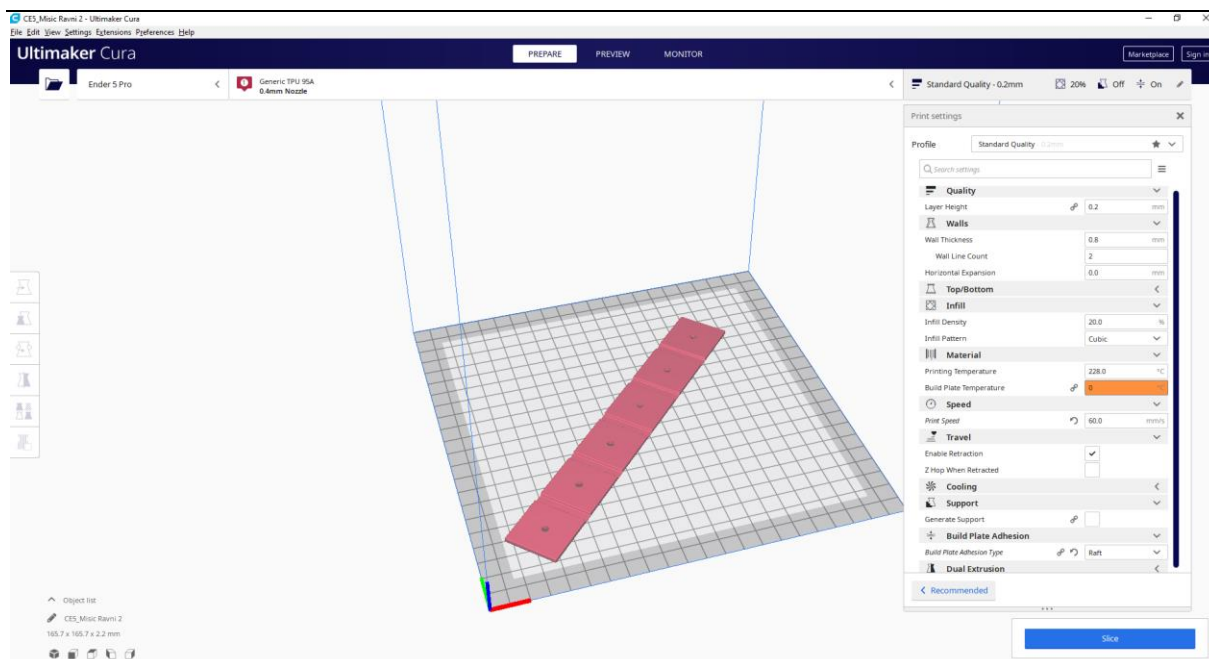 CE5_Misic Ravni 2 - Ultimaker Cura
File Edit View Settings Extensions Preferences Help
Ultimaker Cura
PREPARE PREVIEW MONITOR
Marketplace Sign in
Ender 5 Pro
Generic TPU 95A
0.4mm Nozzle
Standard Quality - 0.2mm 20% Off On
Print settings
Profile Standard Quality 0.2mm
Search settings
Quality
Layer Height 0.2 mm
Walls
Wall Thickness 0.8 mm
Wall Line Count 2
Horizontal Expansion 0.0 mm
Top/Bottom
Infill
Infill Density 20.0 %
Infill Pattern Cubic
Material
Printing Temperature 228.0 °C
Build Plate Temperature 0 °C
Speed
Print Speed 60.0 mm/s
Travel
Enable Retraction
Z Hop When Retracted
Cooling
Support
Generate Support
Build Plate Adhesion
Build Plate Adhesion Type Raft
Dual Extrusion
Recommended
Object list
CE5_Misic Ravni 2
165.7 x 165.7 x 2.2 mm
Slice